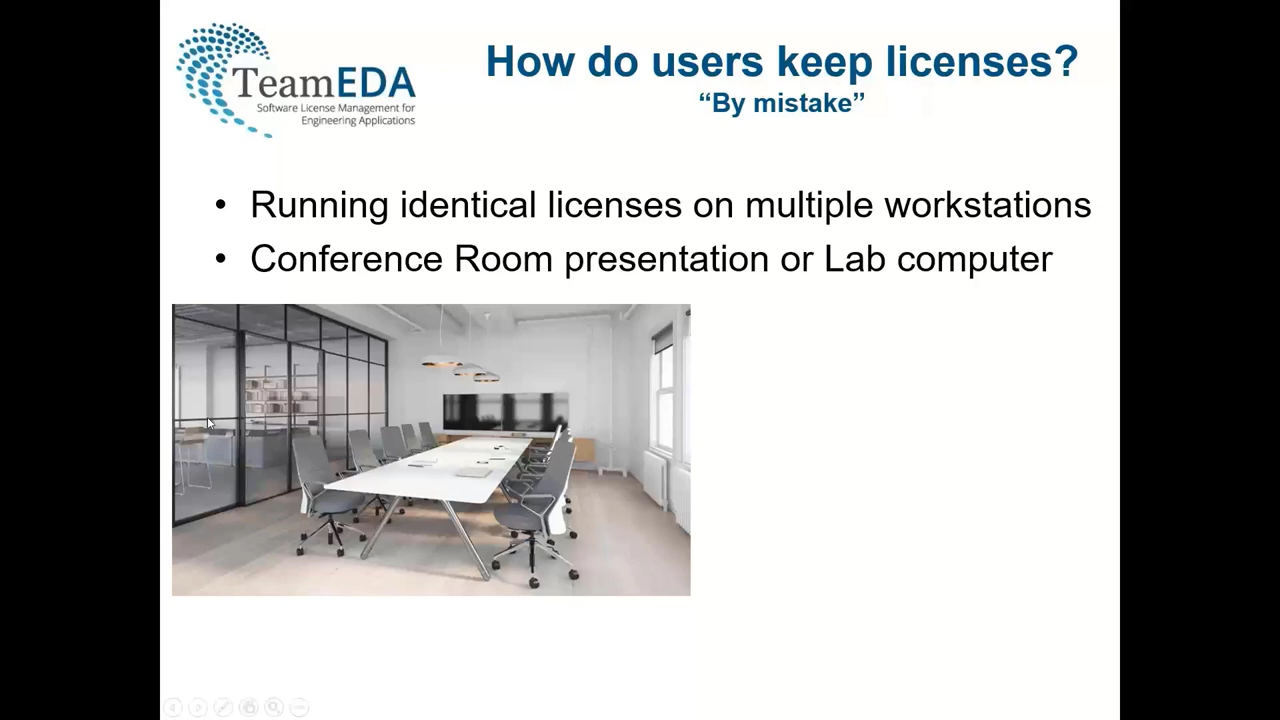 TeamEDA
Software License Management for
Engineering Applications
How do users keep licenses?
“By mistake”
• Running identical licenses on multiple workstations
• Conference Room presentation or Lab computer